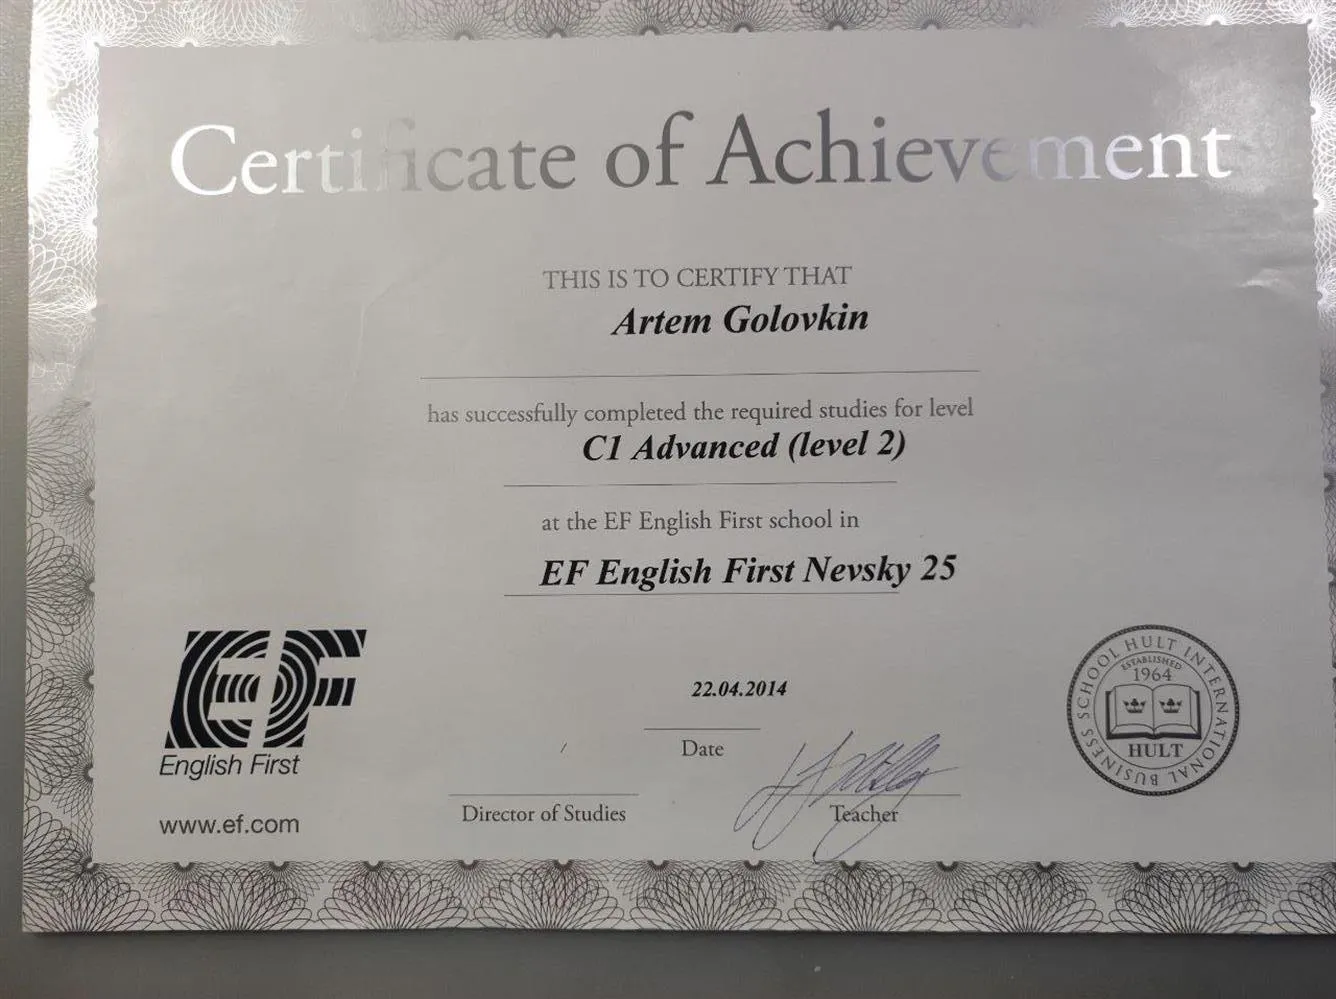 Certificate of Achievement
THIS IS TO CERTIFY THAT
Artem Golovkin
has successfully completed the required studies for level
C1 Advanced (level 2)
at the EF English First school in
EF English First Nevsky 25
EF
English First
www.ef.com
22.04.2014
Date
Director of Studies
Teacher
BUSINESS SCHOOL HULT INTERNATIONAL
ESTABLISHED
1964
HULT